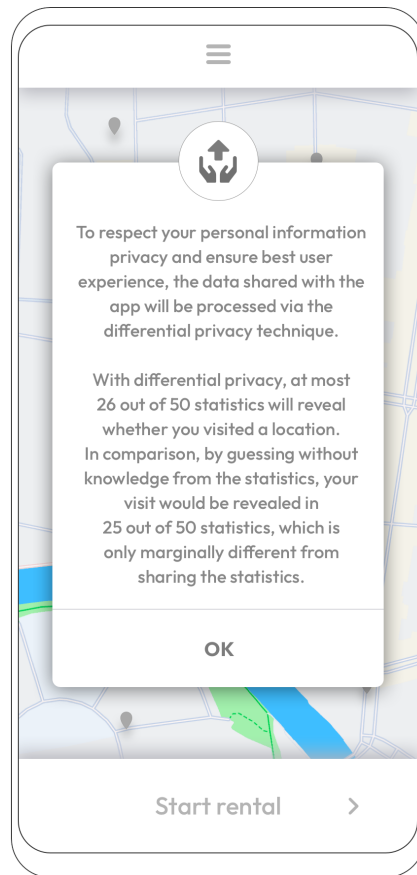 To respect your personal information
privacy and ensure best user
experience, the data shared with the
app will be processed via the
differential privacy technique.
With differential privacy, at most
26 out of 50 statistics will reveal
whether you visited a location.
In comparison, by guessing without
knowledge from the statistics, your
visit would be revealed in
25 out of 50 statistics, which is
only marginally different from
sharing the statistics.
OK
Start rental